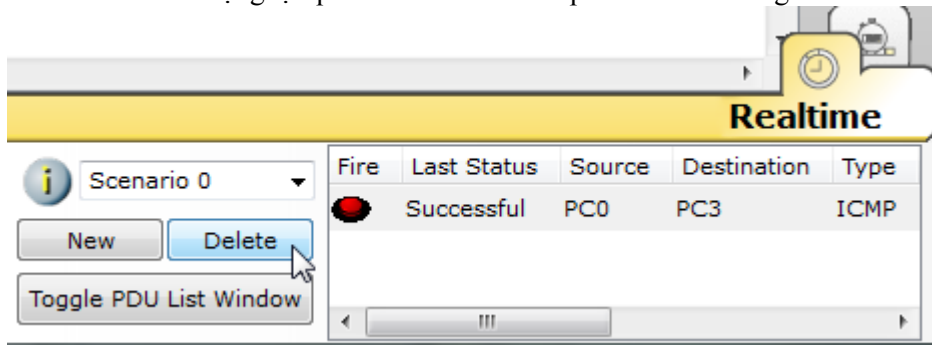 Realtime
i
Scenario 0
New Delete
Toggle PDU List Window
Fire Last Status Source Destination Type
Successful PC0 PC3 ICMP